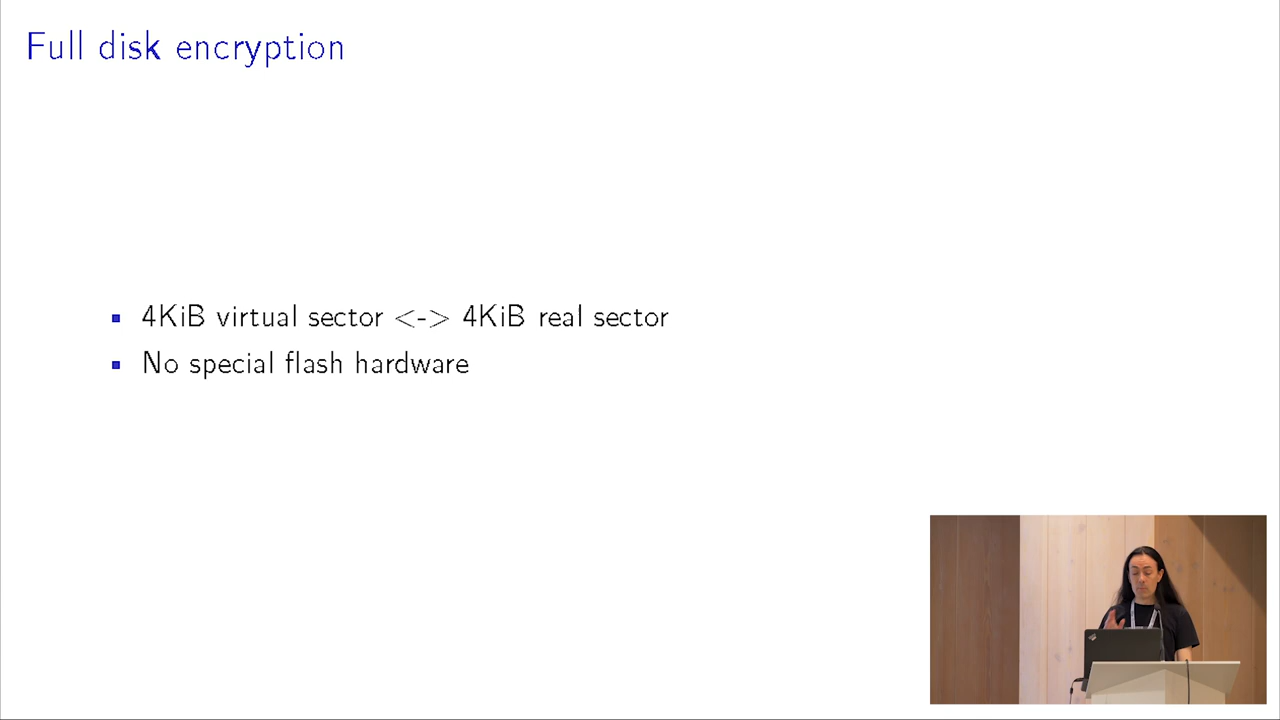 Full disk encryption
4KiB virtual sector <-> 4KiB real sector
No special flash hardware